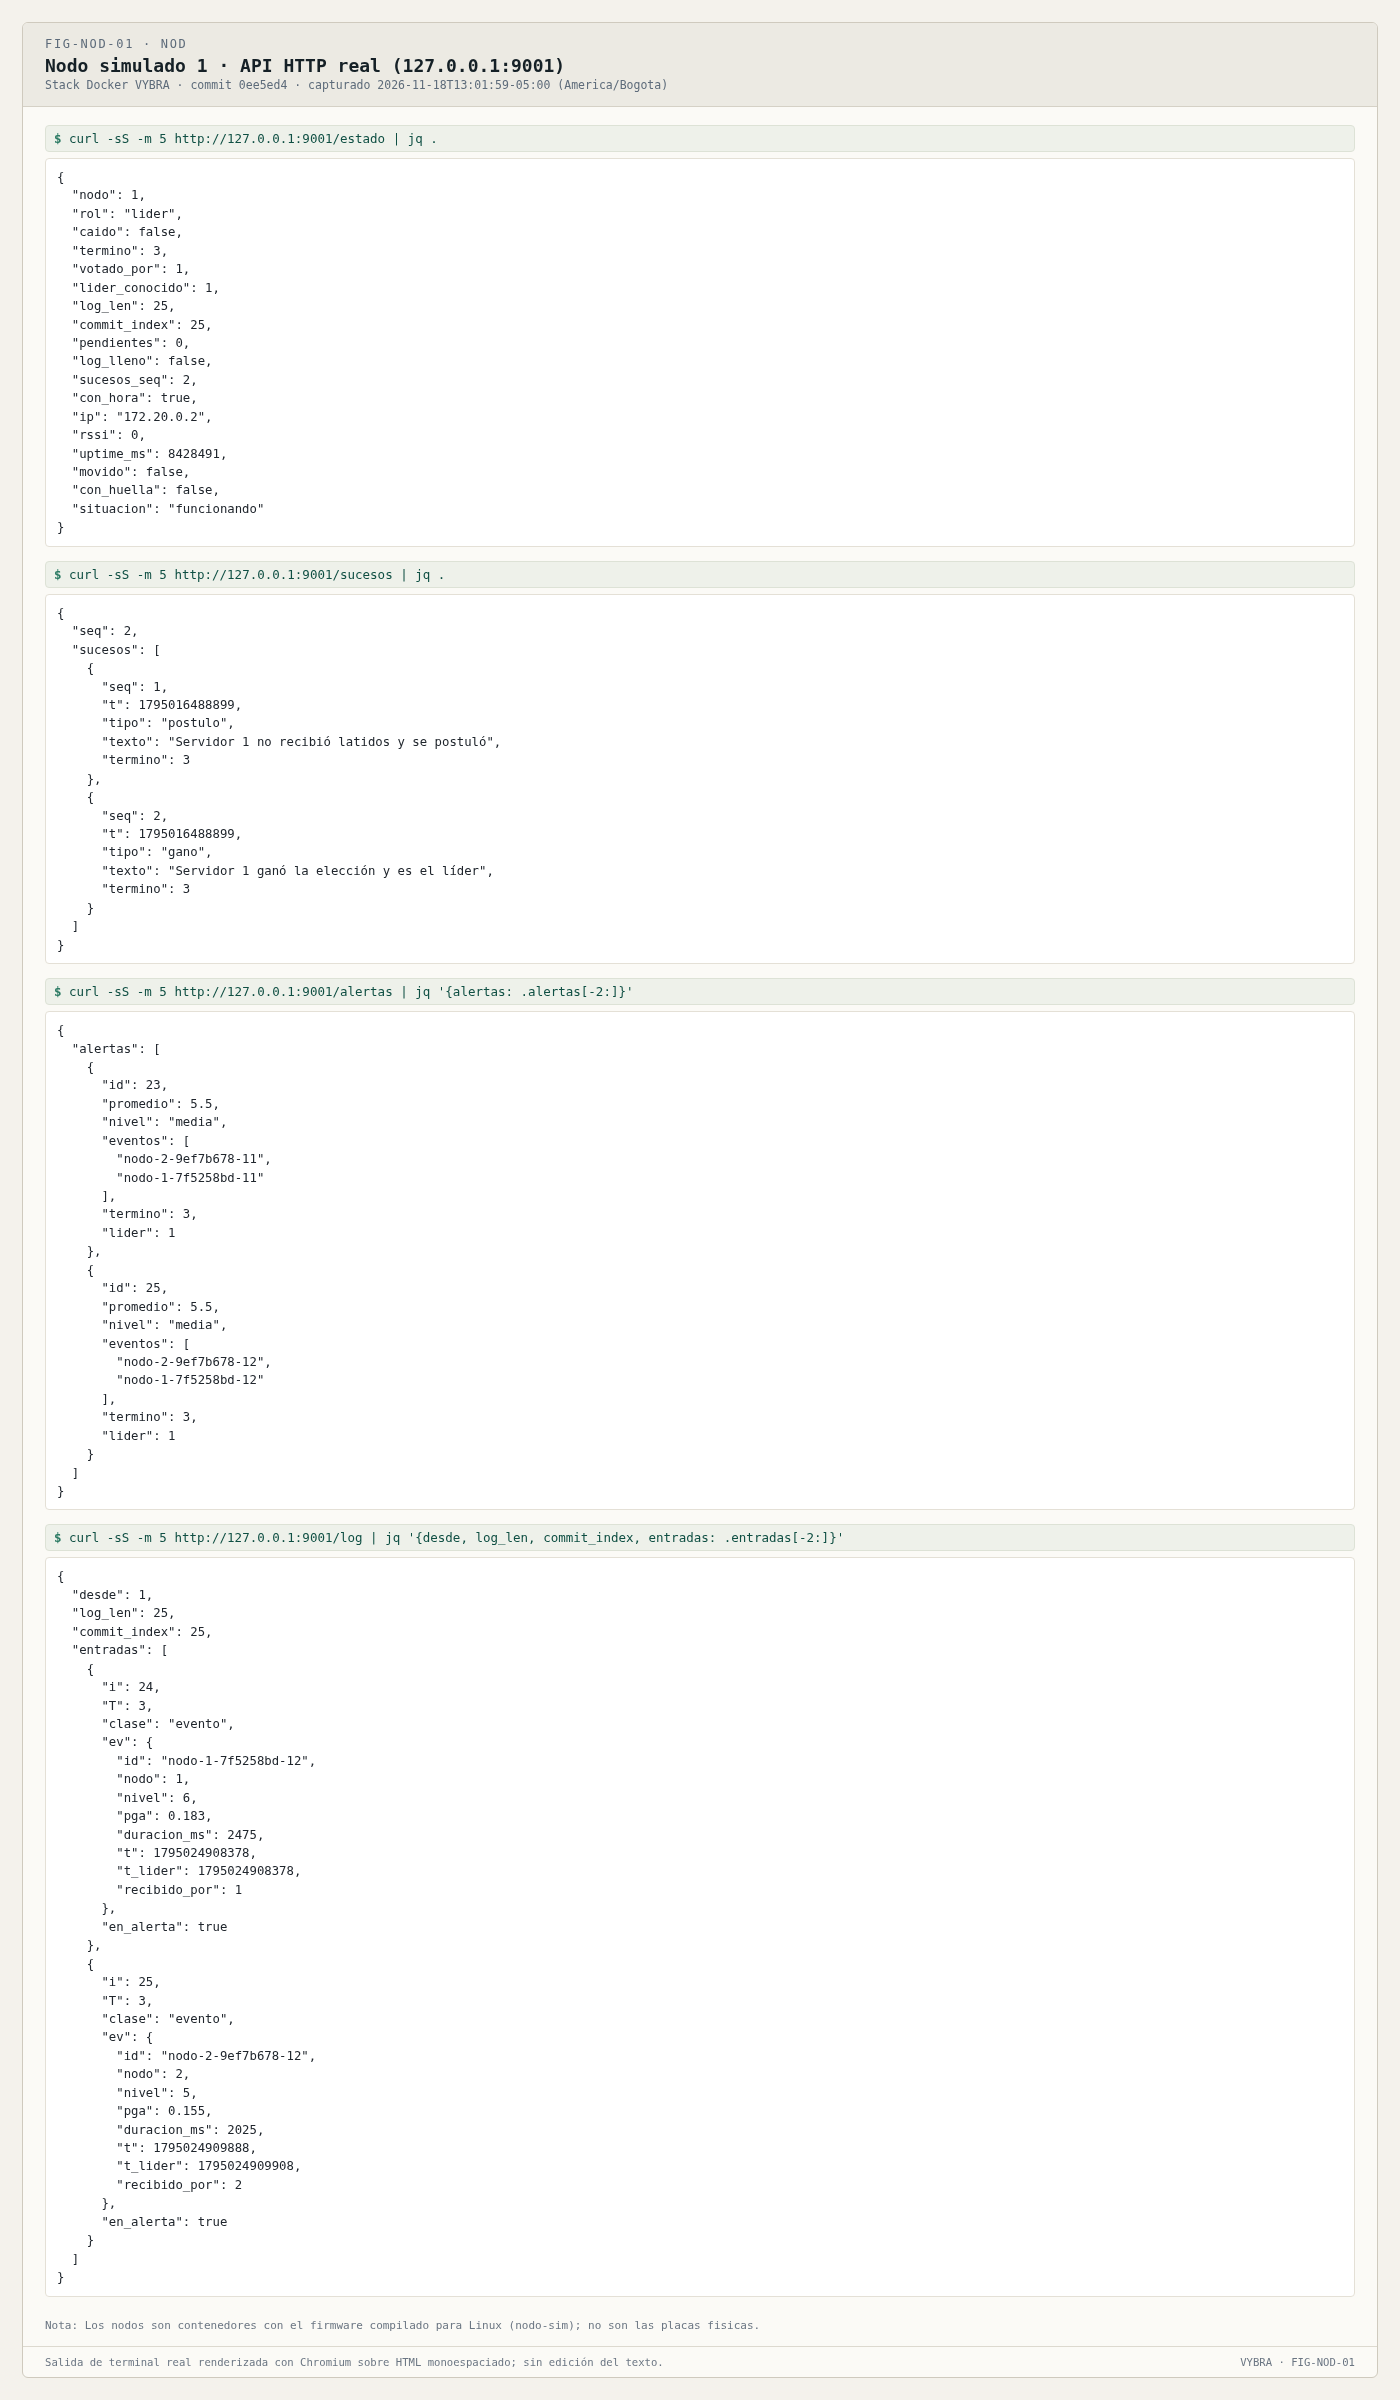 FIG-NOD-01 · NOD
Nodo simulado 1 · API HTTP real (127.0.0.1:9001)
Stack Docker VYBRA · commit 0ee5ed4 · capturado 2026-11-18T13:01:59-05:00 (America/Bogota)
$ curl -sS -m 5 http://127.0.0.1:9001/estado | jq .
{
  "nodo": 1,
  "rol": "lider",
  "caido": false,
  "termino": 3,
  "votado_por": 1,
  "lider_conocido": 1,
  "log_len": 25,
  "commit_index": 25,
  "pendientes": 0,
  "log_lleno": false,
  "sucesos_seq": 2,
  "con_hora": true,
  "ip": "172.20.0.2",
  "rssi": 0,
  "uptime_ms": 8428491,
  "movido": false,
  "con_huella": false,
  "situacion": "funcionando"
}
$ curl -sS -m 5 http://127.0.0.1:9001/sucesos | jq .
{
  "seq": 2,
  "sucesos": [
    {
      "seq": 1,
      "t": 1795016488899,
      "tipo": "postulo",
      "texto": "Servidor 1 no recibió latidos y se postuló",
      "termino": 3
    },
    {
      "seq": 2,
      "t": 1795016488899,
      "tipo": "gano",
      "texto": "Servidor 1 ganó la elección y es el líder",
      "termino": 3
    }
  ]
}
$ curl -sS -m 5 http://127.0.0.1:9001/alertas | jq '{alertas: .alertas[-2:]}'
{
  "alertas": [
    {
      "id": 23,
      "promedio": 5.5,
      "nivel": "media",
      "eventos": [
        "nodo-2-9ef7b678-11",
        "nodo-1-7f5258bd-11"
      ],
      "termino": 3,
      "lider": 1
    },
    {
      "id": 25,
      "promedio": 5.5,
      "nivel": "media",
      "eventos": [
        "nodo-2-9ef7b678-12",
        "nodo-1-7f5258bd-12"
      ],
      "termino": 3,
      "lider": 1
    }
  ]
}
$ curl -sS -m 5 http://127.0.0.1:9001/log | jq '{desde, log_len, commit_index, entradas: .entradas[-2:]}'
{
  "desde": 1,
  "log_len": 25,
  "commit_index": 25,
  "entradas": [
    {
      "i": 24,
      "T": 3,
      "clase": "evento",
      "ev": {
        "id": "nodo-1-7f5258bd-12",
        "nodo": 1,
        "nivel": 6,
        "pga": 0.183,
        "duracion_ms": 2475,
        "t": 1795024908378,
        "t_lider": 1795024908378,
        "recibido_por": 1
      },
      "en_alerta": true
    },
    {
      "i": 25,
      "T": 3,
      "clase": "evento",
      "ev": {
        "id": "nodo-2-9ef7b678-12",
        "nodo": 2,
        "nivel": 5,
        "pga": 0.155,
        "duracion_ms": 2025,
        "t": 1795024909888,
        "t_lider": 1795024909908,
        "recibido_por": 2
      },
      "en_alerta": true
    }
  ]
}
Nota: Los nodos son contenedores con el firmware compilado para Linux (nodo-sim); no son las placas fisicas.
Salida de terminal real renderizada con Chromium sobre HTML monoespaciado; sin edición del texto.
VYBRA · FIG-NOD-01